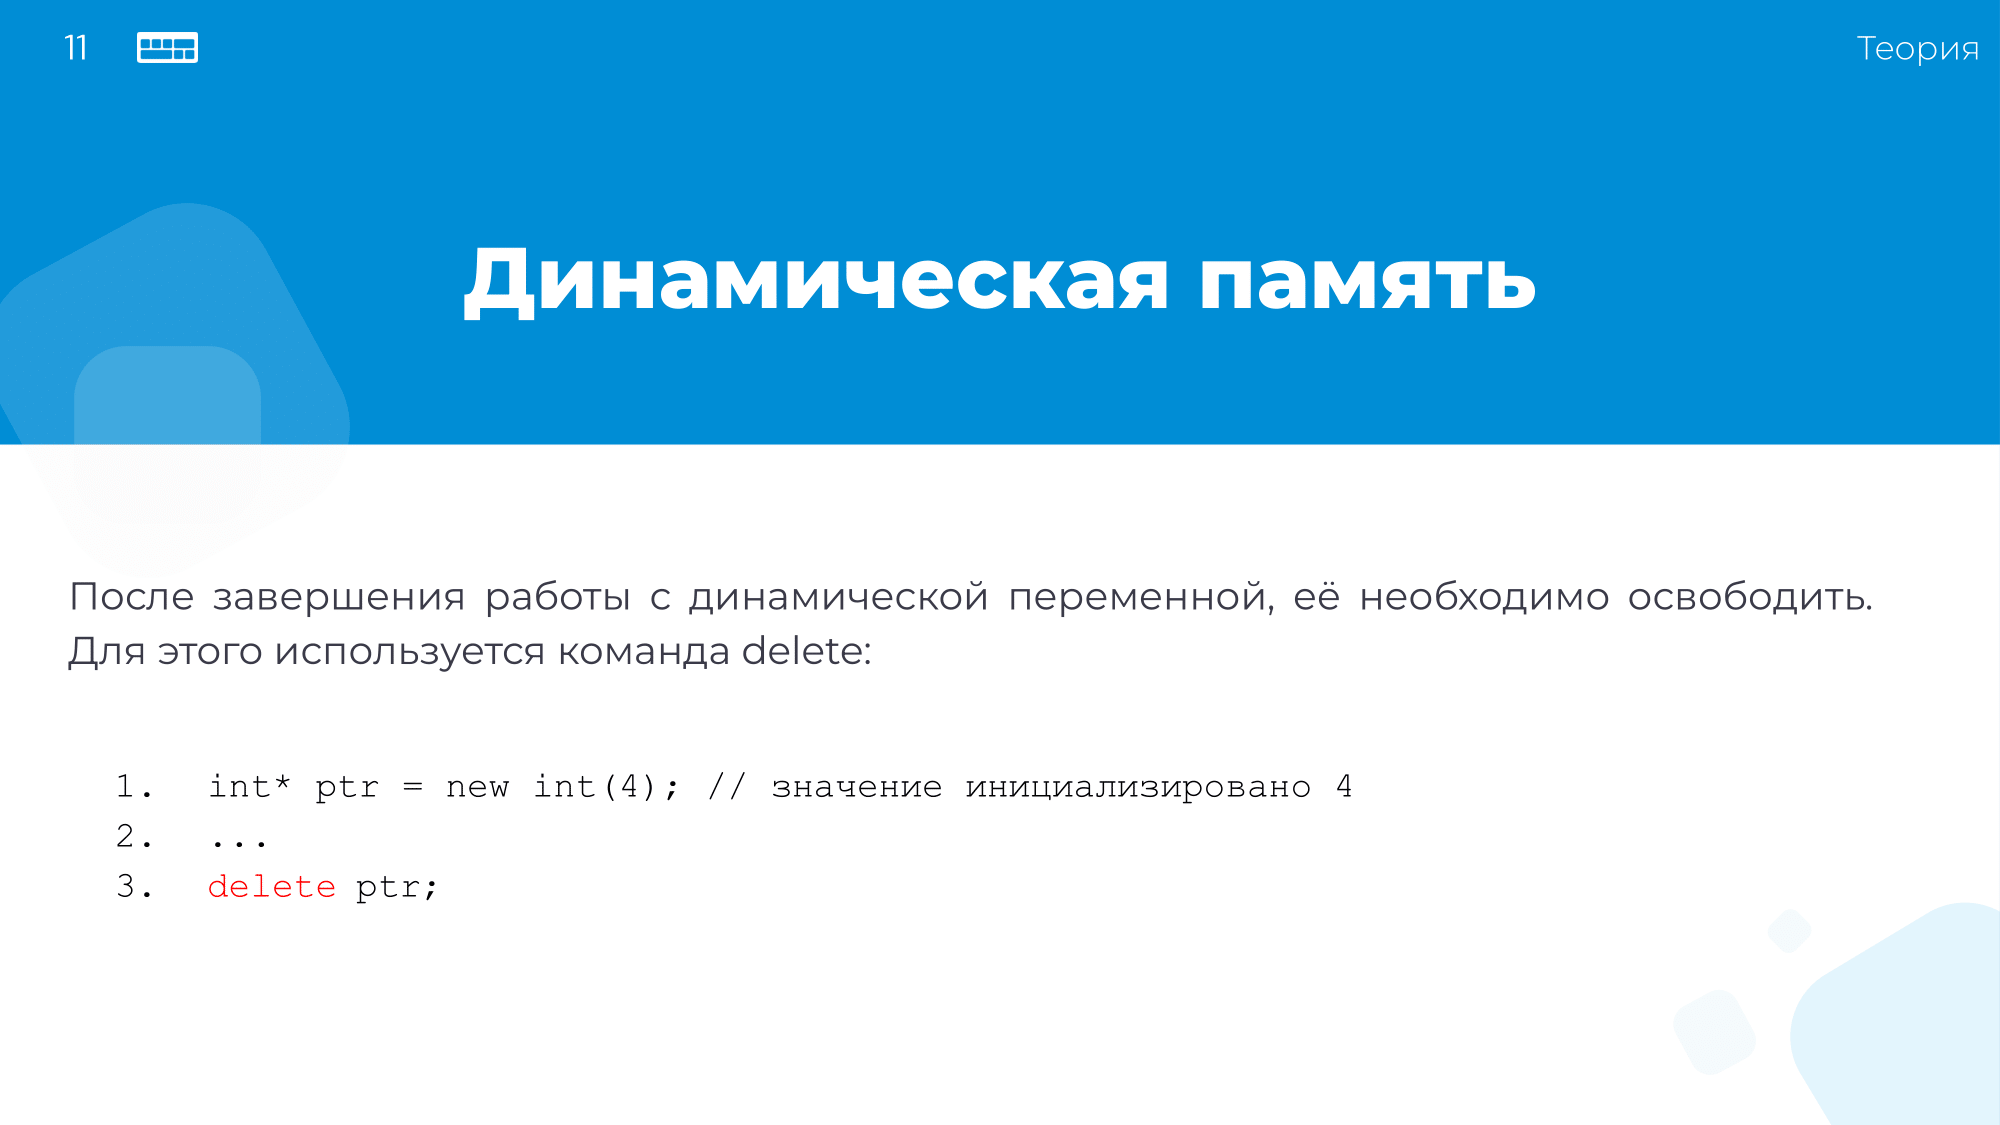 11
Теория
Динамическая память
После завершения работы с динамической переменной, её необходимо освободить.
Для этого используется команда delete:
1. int* ptr = new int(4); // значение инициализировано 4
2. ...
3. delete ptr;